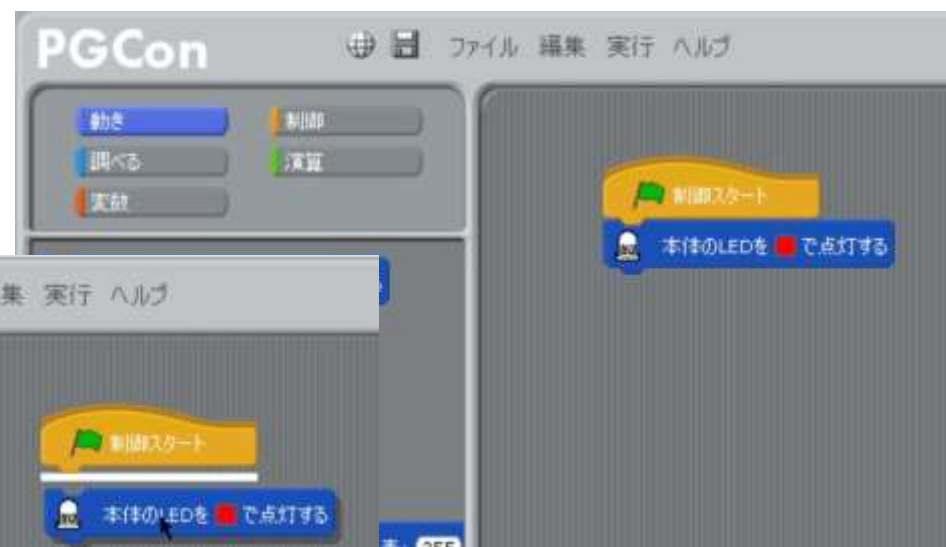 PGCon
ファイル 編集 実行 ヘルプ
動き
制御
調べる
演算
変数
制御スタート
本体のLEDを で点灯する
集 実行 ヘルプ
制御スタート
本体のLEDを で点灯する
255